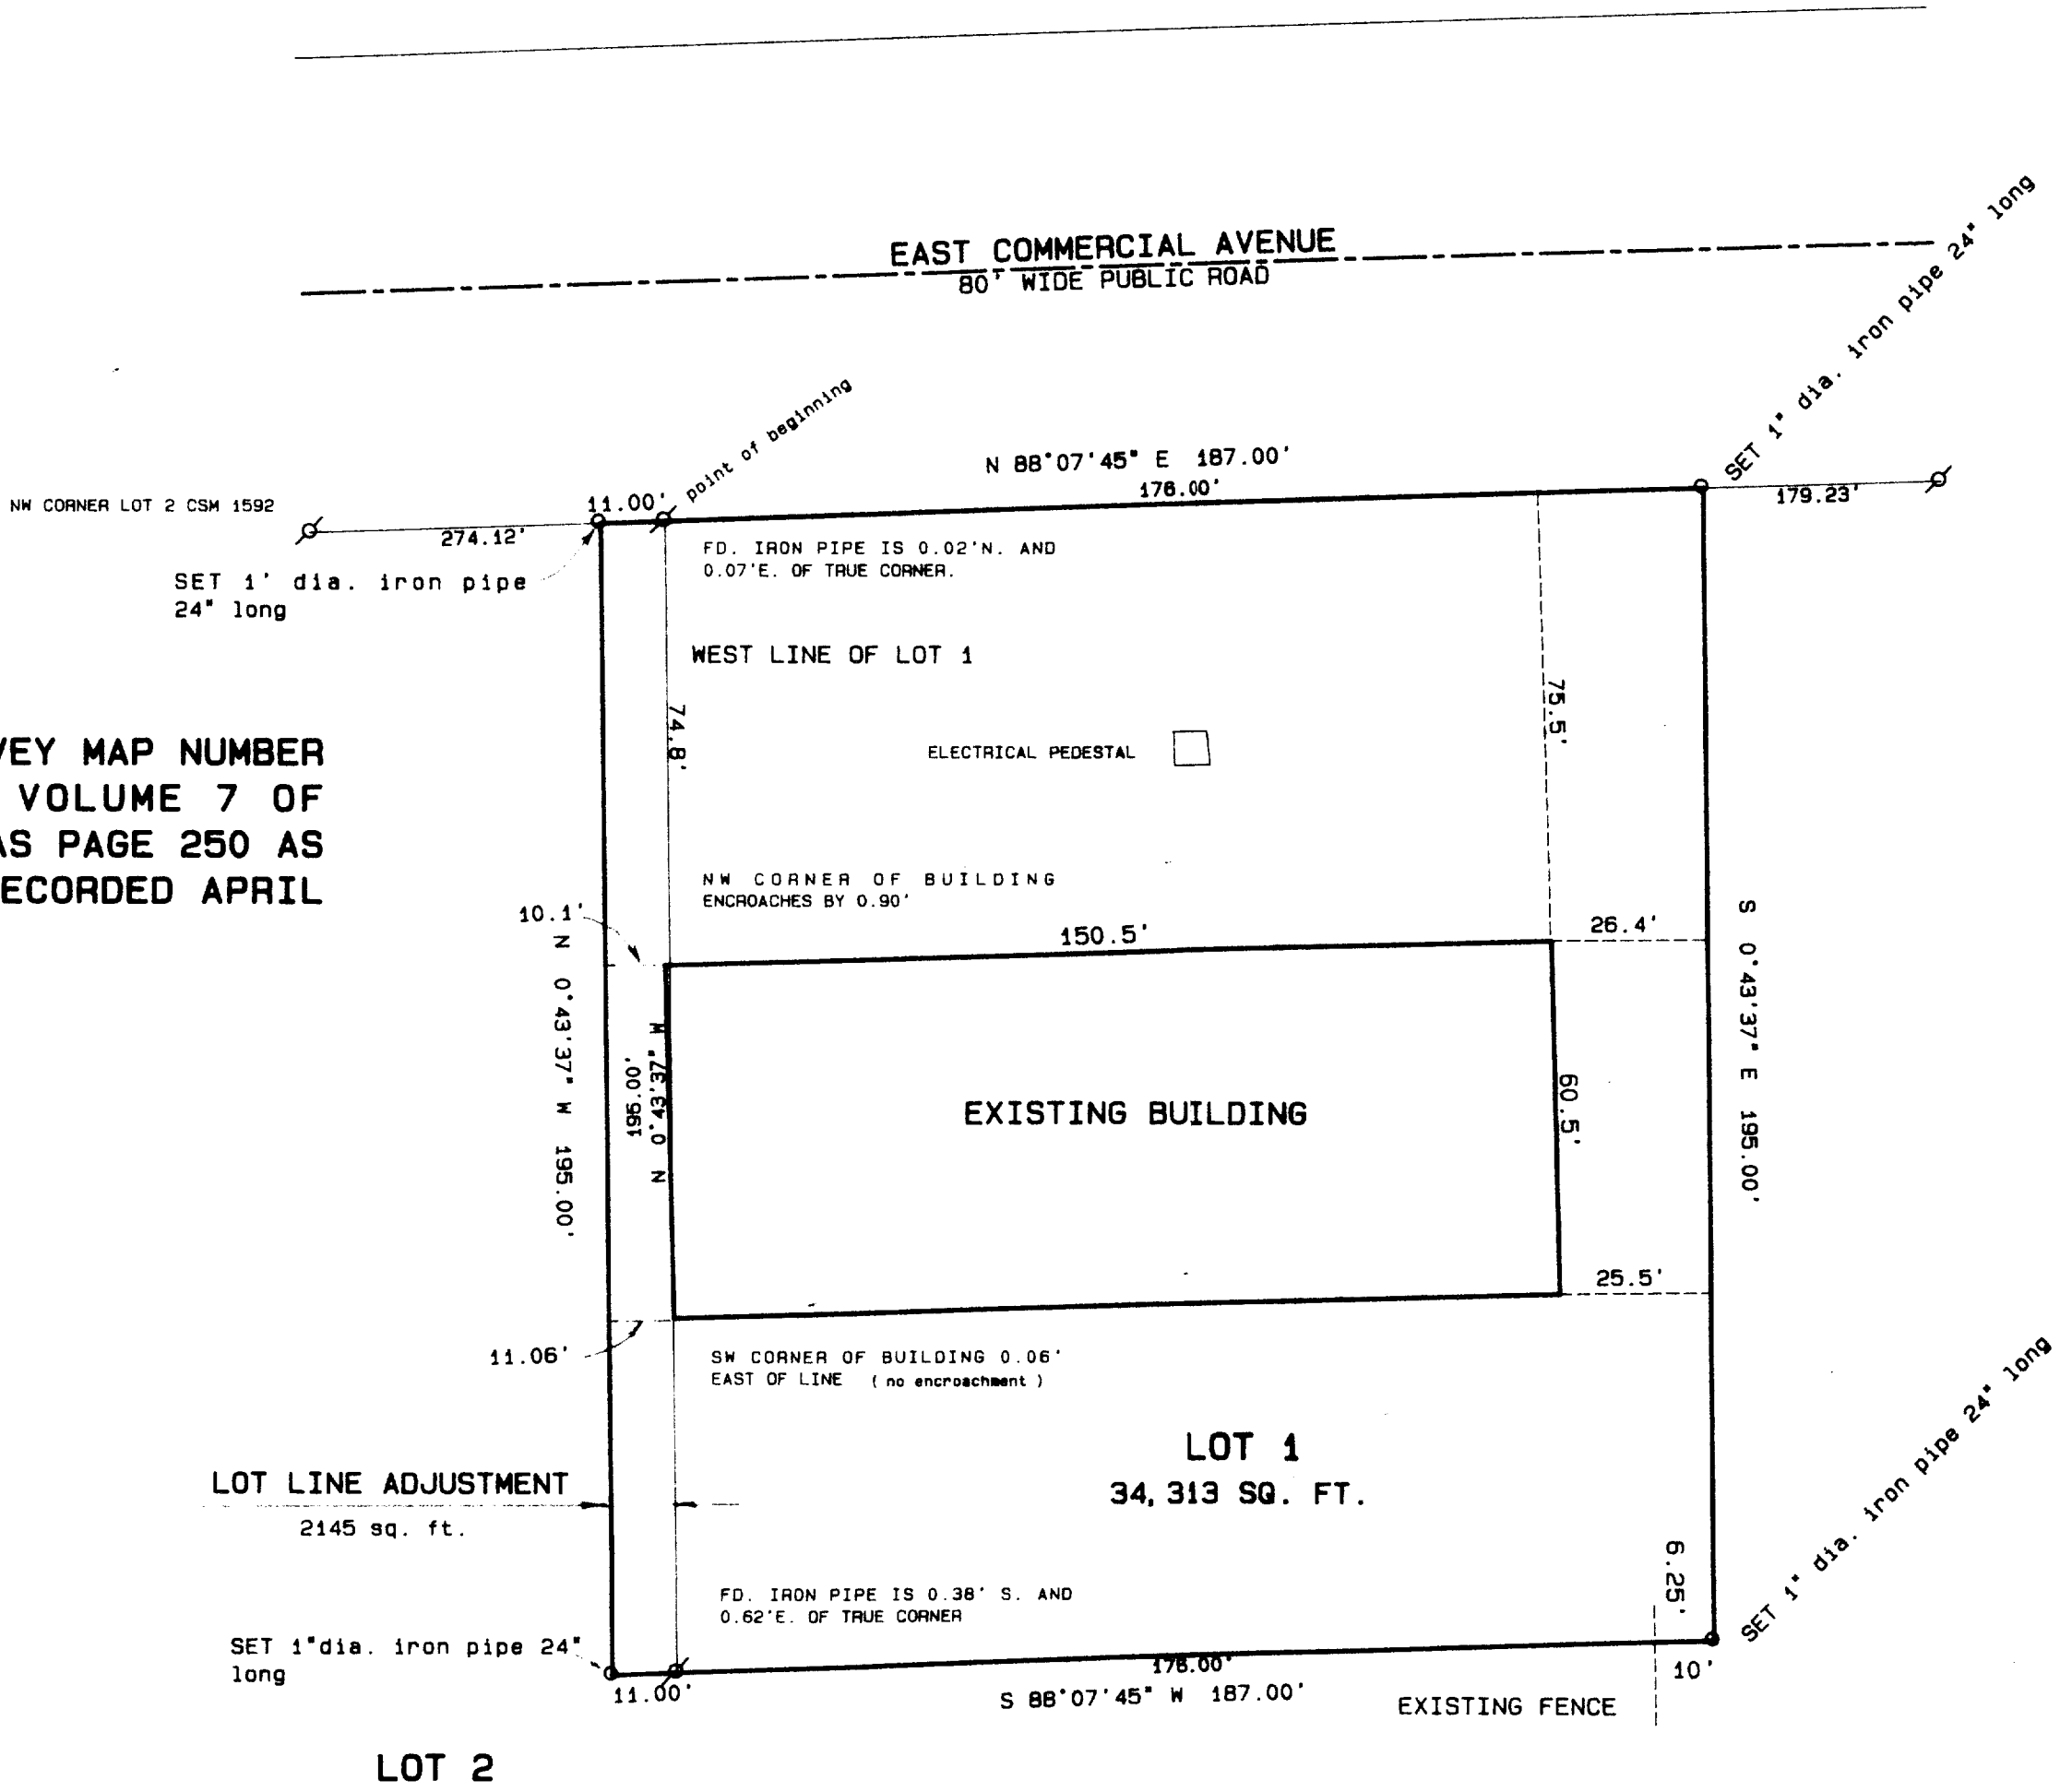 EAST COMMERCIAL AVENUE
80' WIDE PUBLIC ROAD
SET 1" dia. iron pipe 24" long
point of beginning
N 88°07'45" E 187.00'
NW CORNER LOT 2 CSM 1592
11.00'
176.00'
179.23'
274.12'
SET 1' dia. iron pipe
24" long
FD. IRON PIPE IS 0.02'N. AND
0.07'E. OF TRUE CORNER.
WEST LINE OF LOT 1
74.8'
75.5'
ELECTRICAL PEDESTAL
VEY MAP NUMBER
VOLUME 7 OF
AS PAGE 250 AS
ECORDED APRIL
NW CORNER OF BUILDING
ENCROACHES BY 0.90'
10.1'
150.5'
26.4'
N 0°43'37" W 195.00'
195.00'
N 0°43'37" W
EXISTING BUILDING
60.5'
S 0°43'37" E 195.00'
25.5'
11.06'
SW CORNER OF BUILDING 0.06'
EAST OF LINE ( no encroachment )
LOT 1
34,313 SQ. FT.
LOT LINE ADJUSTMENT
2145 sq. ft.
FD. IRON PIPE IS 0.38' S. AND
0.62'E. OF TRUE CORNER
6.25'
SET 1" dia. iron pipe 24" long
SET 1"dia. iron pipe 24"
long
11.00'
176.00'
10'
S 88°07'45" W 187.00'
EXISTING FENCE
LOT 2